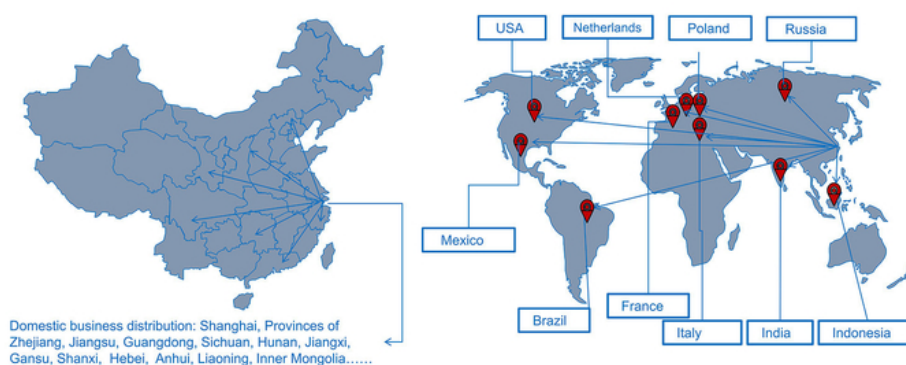 USA
Netherlands
Poland
Russia
Mexico
Brazil
France
Italy
India
Indonesia
Domestic business distribution: Shanghai, Provinces of
Zhejiang, Jiangsu, Guangdong, Sichuan, Hunan, Jiangxi,
Gansu, Shanxi, Hebei, Anhui, Liaoning, Inner Mongolia……